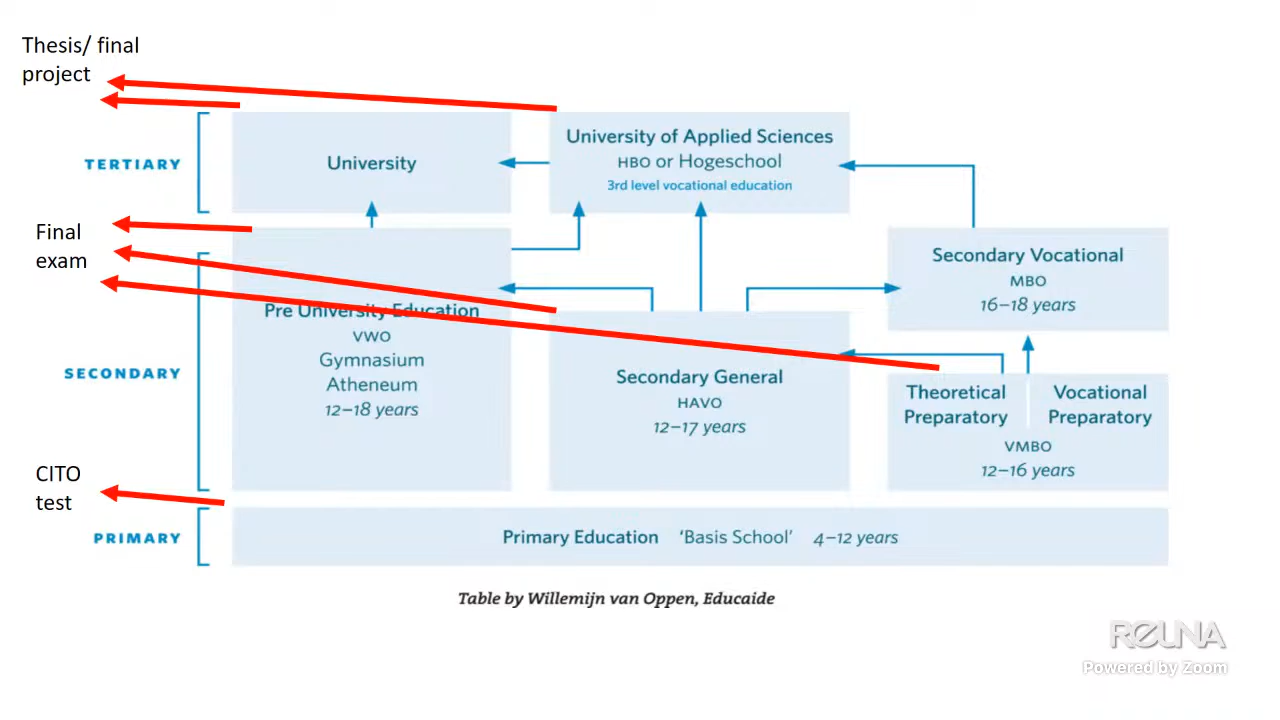 Thesis/ final
project
TERTIARY
University
University of Applied Sciences
HBO or Hogeschool
3rd level vocational education
Final
exam
SECONDARY
Pre University Education
VWO
Gymnasium
Atheneum
12–18 years
Secondary General
HAVO
12–17 years
Secondary Vocational
MBO
16–18 years
Theoretical
Preparatory
Vocational
Preparatory
VMBO
12–16 years
CITO
test
PRIMARY
Primary Education 'Basis School' 4–12 years
Table by Willemijn van Oppen, Educaide
REUNA
Powered by Zoom